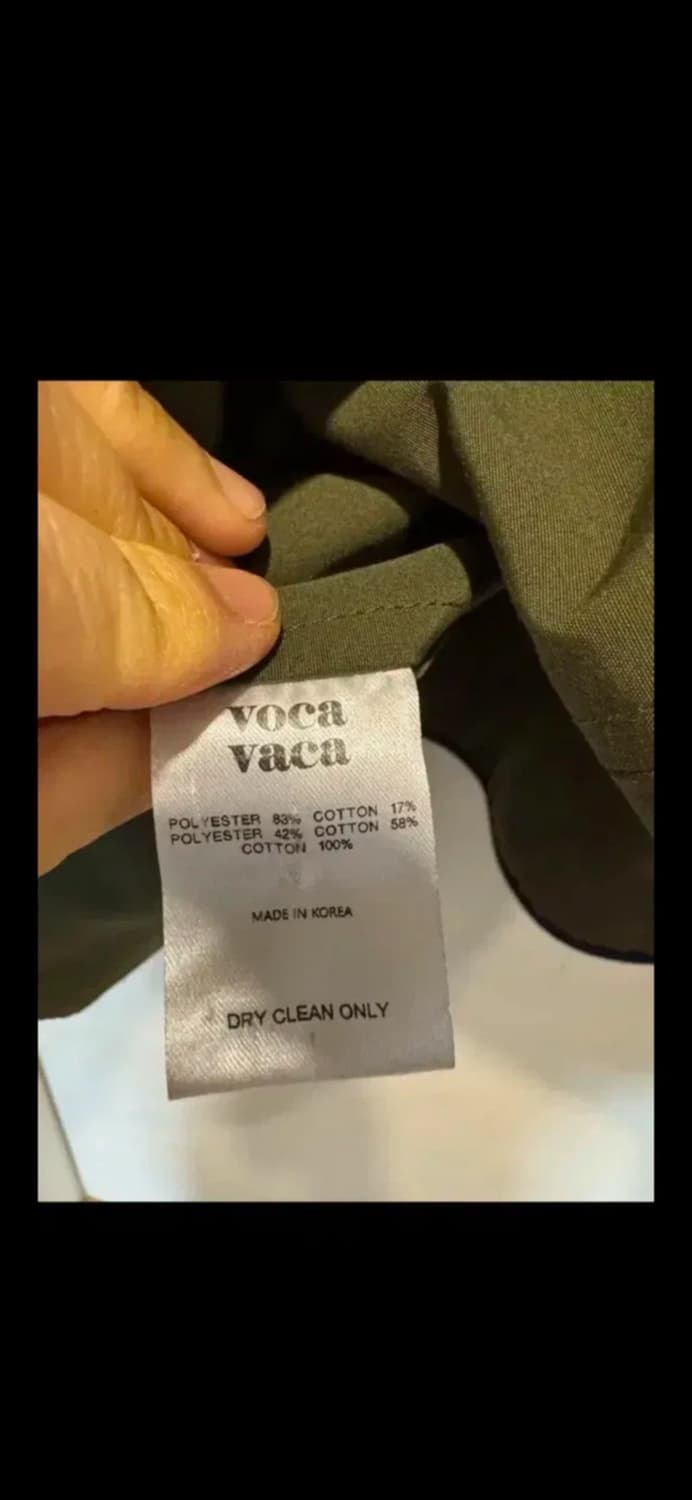 voca
vaca
POLYESTER 83% COTTON 17%
POLYESTER 42% COTTON 58%
COTTON 100%
MADE IN KOREA
DRY CLEAN ONLY